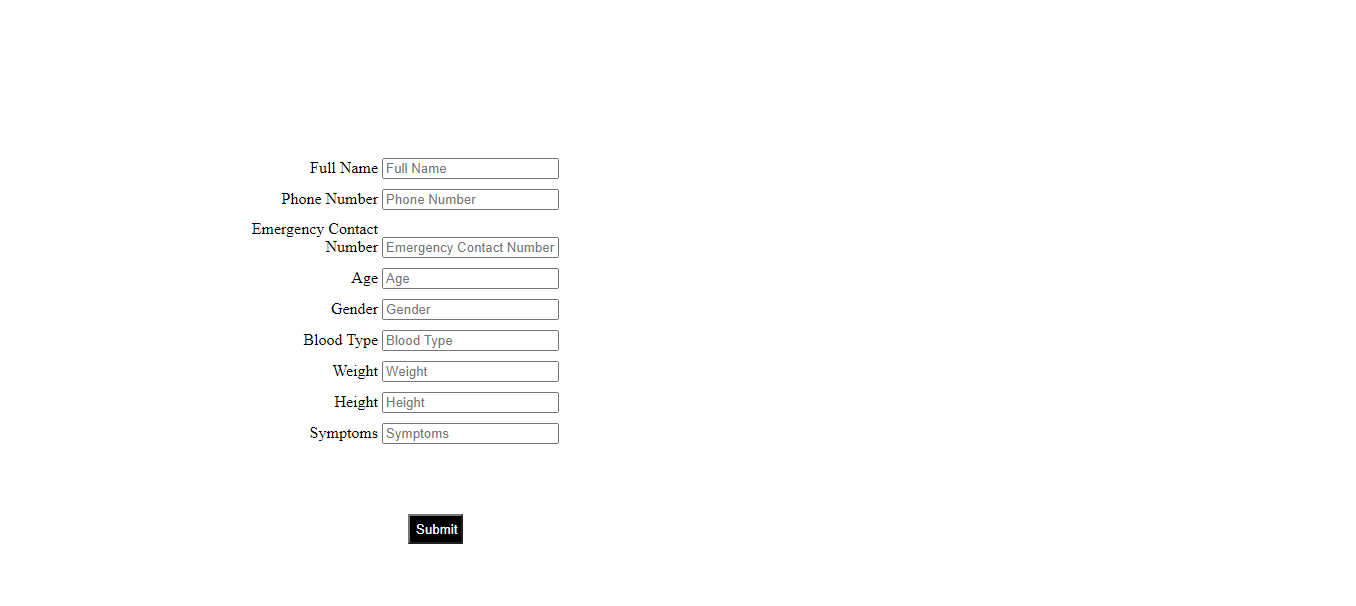 Full Name Full Name
Phone Number Phone Number
Emergency Contact
Number Emergency Contact Number
Age Age
Gender Gender
Blood Type Blood Type
Weight Weight
Height Height
Symptoms Symptoms
Submit